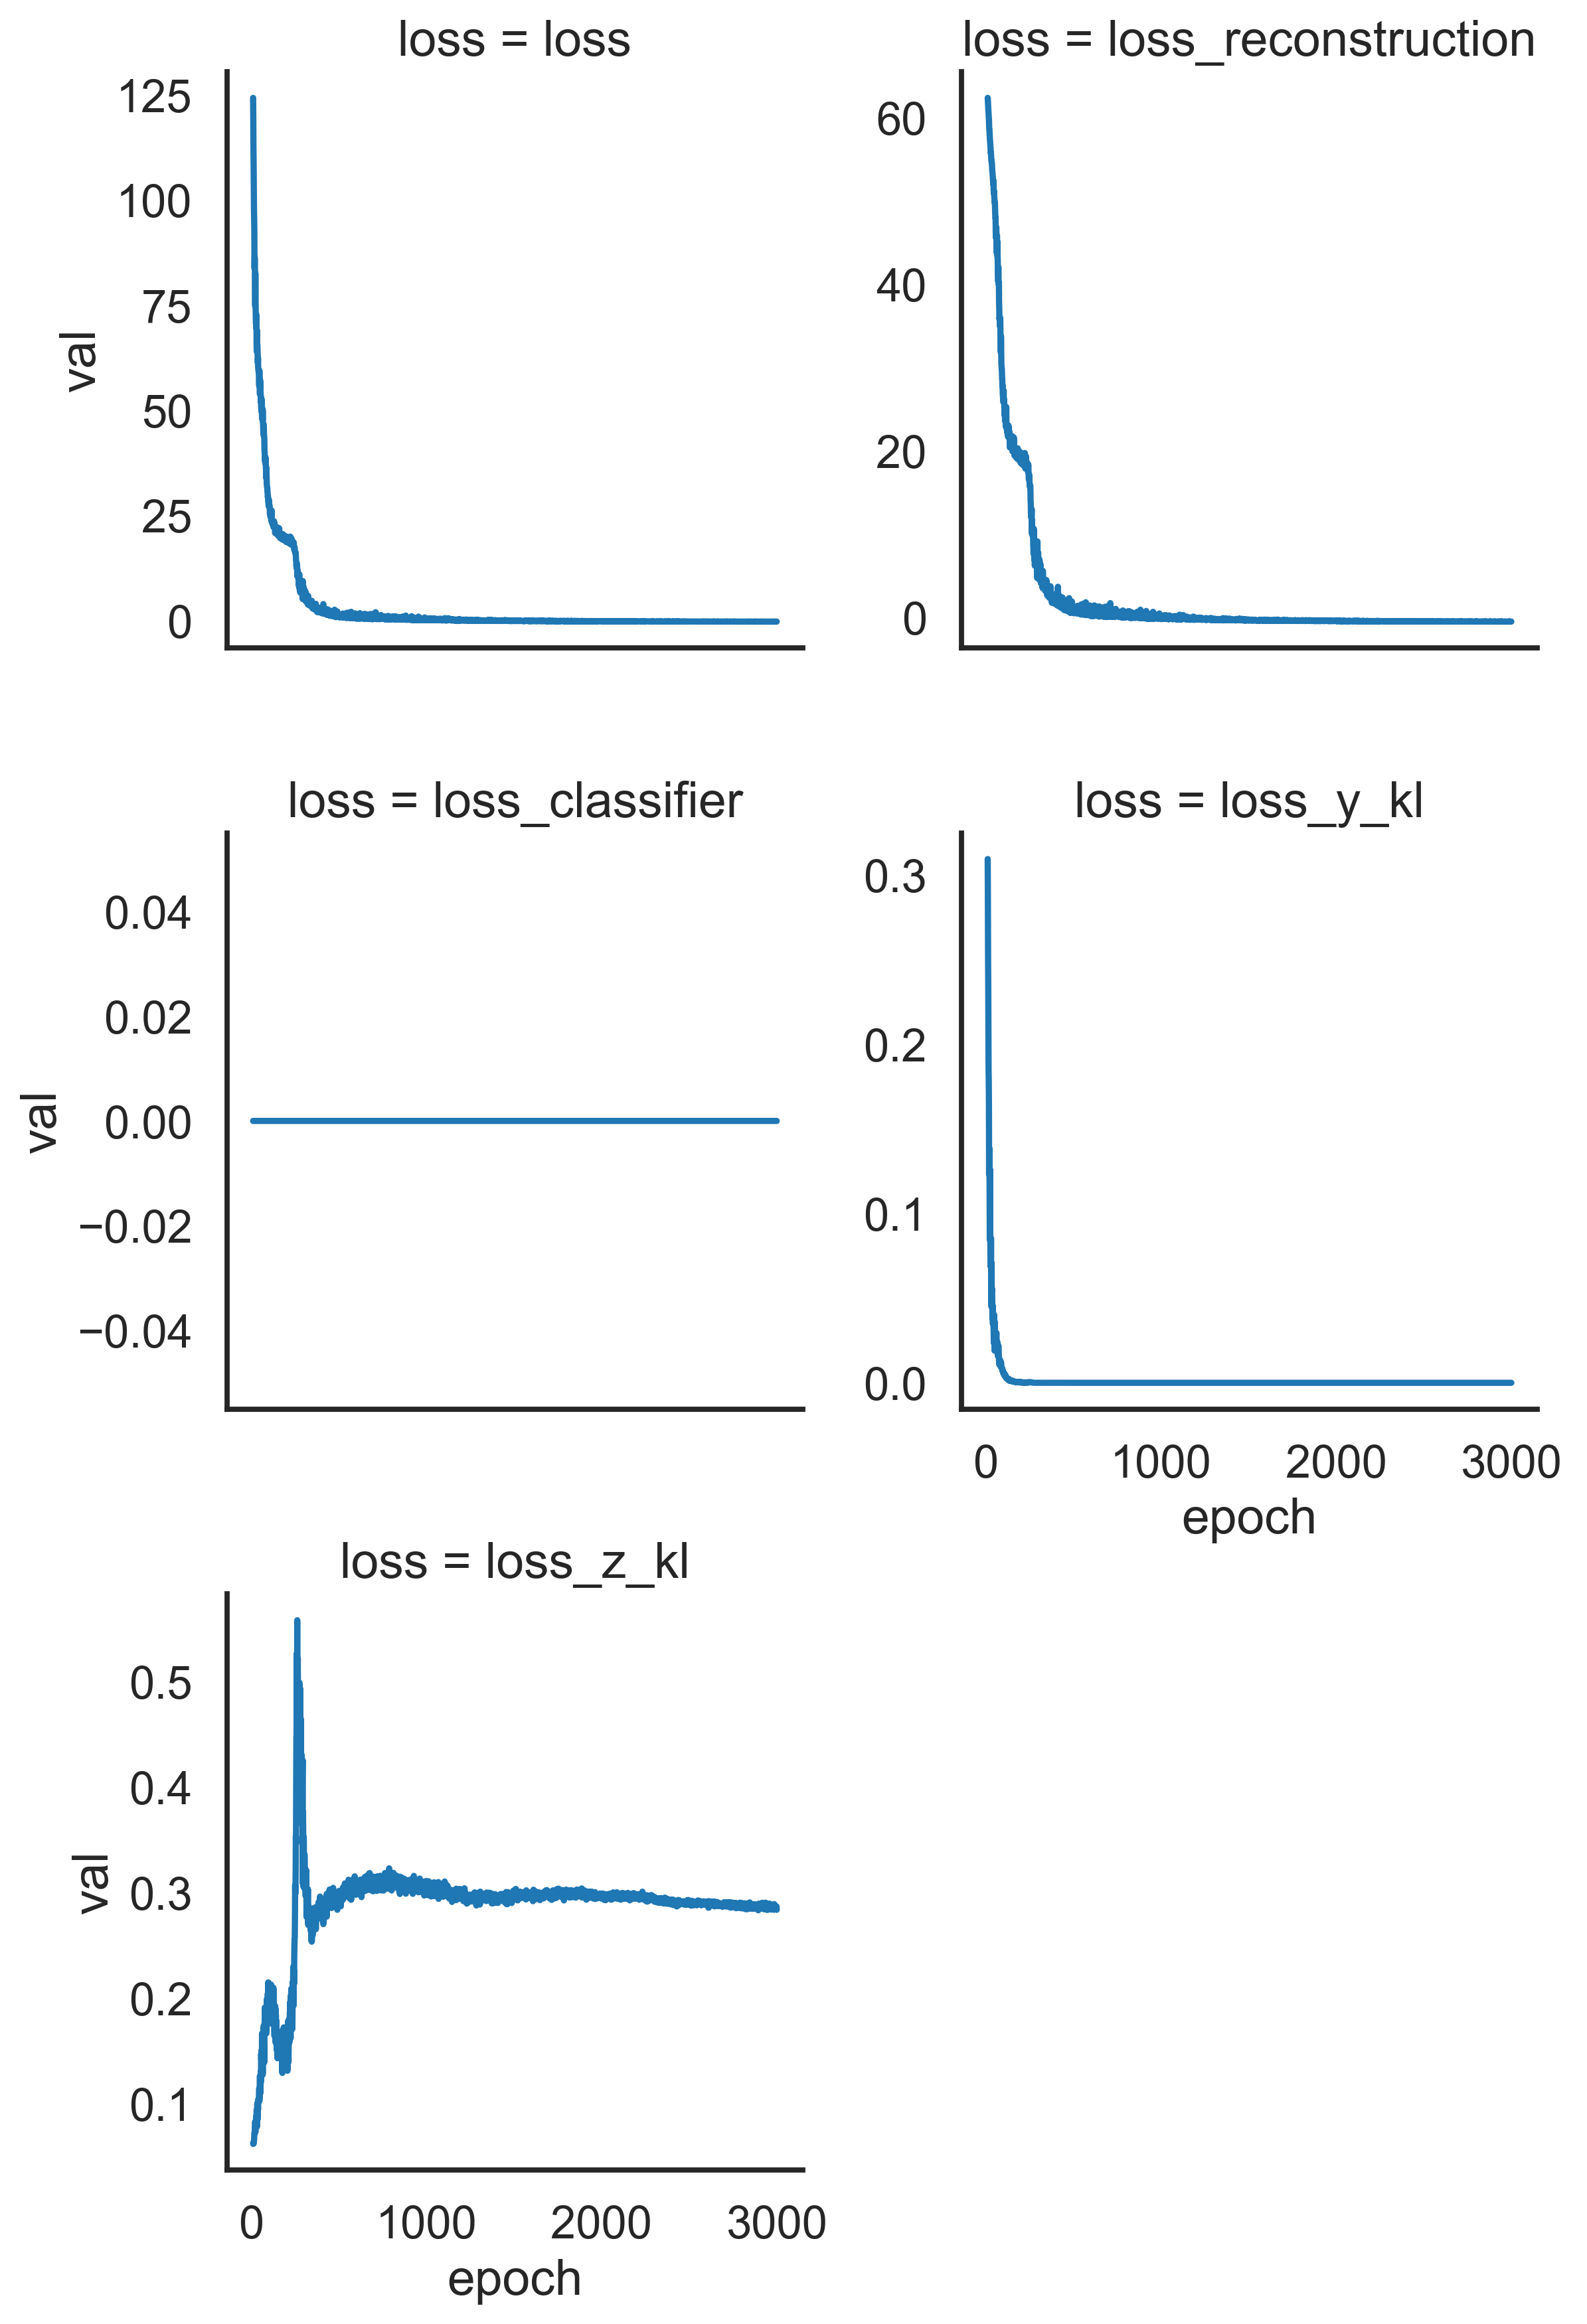 loss = loss
125
100
75
50
25
0
val
loss = loss_reconstruction
60
40
20
0
loss = loss_classifier
0.04
0.02
0.00
−0.02
−0.04
val
loss = loss_y_kl
0.3
0.2
0.1
0.0
0 1000 2000 3000
epoch
loss = loss_z_kl
0.5
0.4
0.3
0.2
0.1
val
0 1000 2000 3000
epoch